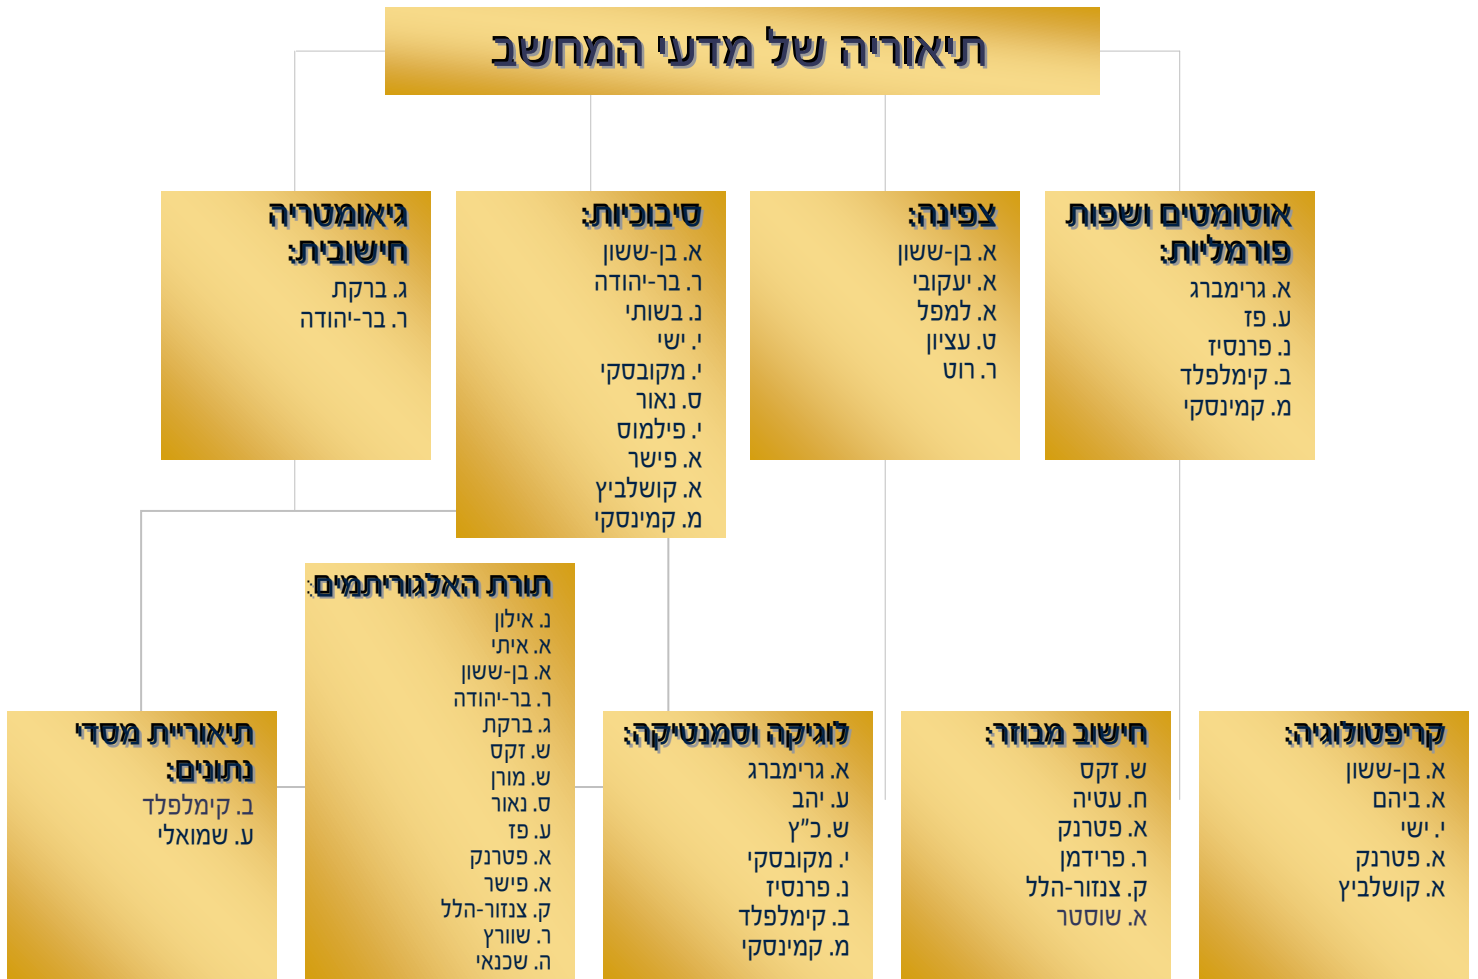 תיאוריה של מדעי המחשב
אוטומטים ושפות
פורמליות:
א. גרימברג
ע. פז
נ. פרנסיז
ב. קימלפלד
מ. קמינסקי
צפינה:
א. בן-ששון
א. יעקובי
א. למפל
ט. עציון
ר. רוט
סיבוכיות:
א. בן-ששון
ר. בר-יהודה
נ. בשותי
י. ישי
י. מקובסקי
ס. נאור
י. פילמוס
א. פישר
א. קושלביץ
מ. קמינסקי
גיאומטריה
חישובית:
ג. ברקת
ר. בר-יהודה
קריפטולוגיה:
א. בן-ששון
א. ביהם
י. ישי
א. פטרנק
א. קושלביץ
חישוב מבוזר:
ש. זקס
ח. עטיה
א. פטרנק
ר. פרידמן
ק. צנזור-הלל
א. שוסטר
לוגיקה וסמנטיקה:
א. גרימברג
ע. יהב
ש. כ"ץ
י. מקובסקי
נ. פרנסיז
ב. קימלפלד
מ. קמינסקי
תורת האלגוריתמים:
נ. אילון
א. איתי
א. בן-ששון
ר. בר-יהודה
ג. ברקת
ש. זקס
ש. מורן
ס. נאור
ע. פז
א. פטרנק
א. פישר
ק. צנזור-הלל
ר. שוורץ
ה. שכנאי
תיאוריית מסדי
נתונים:
ב. קימלפלד
ע. שמואלי